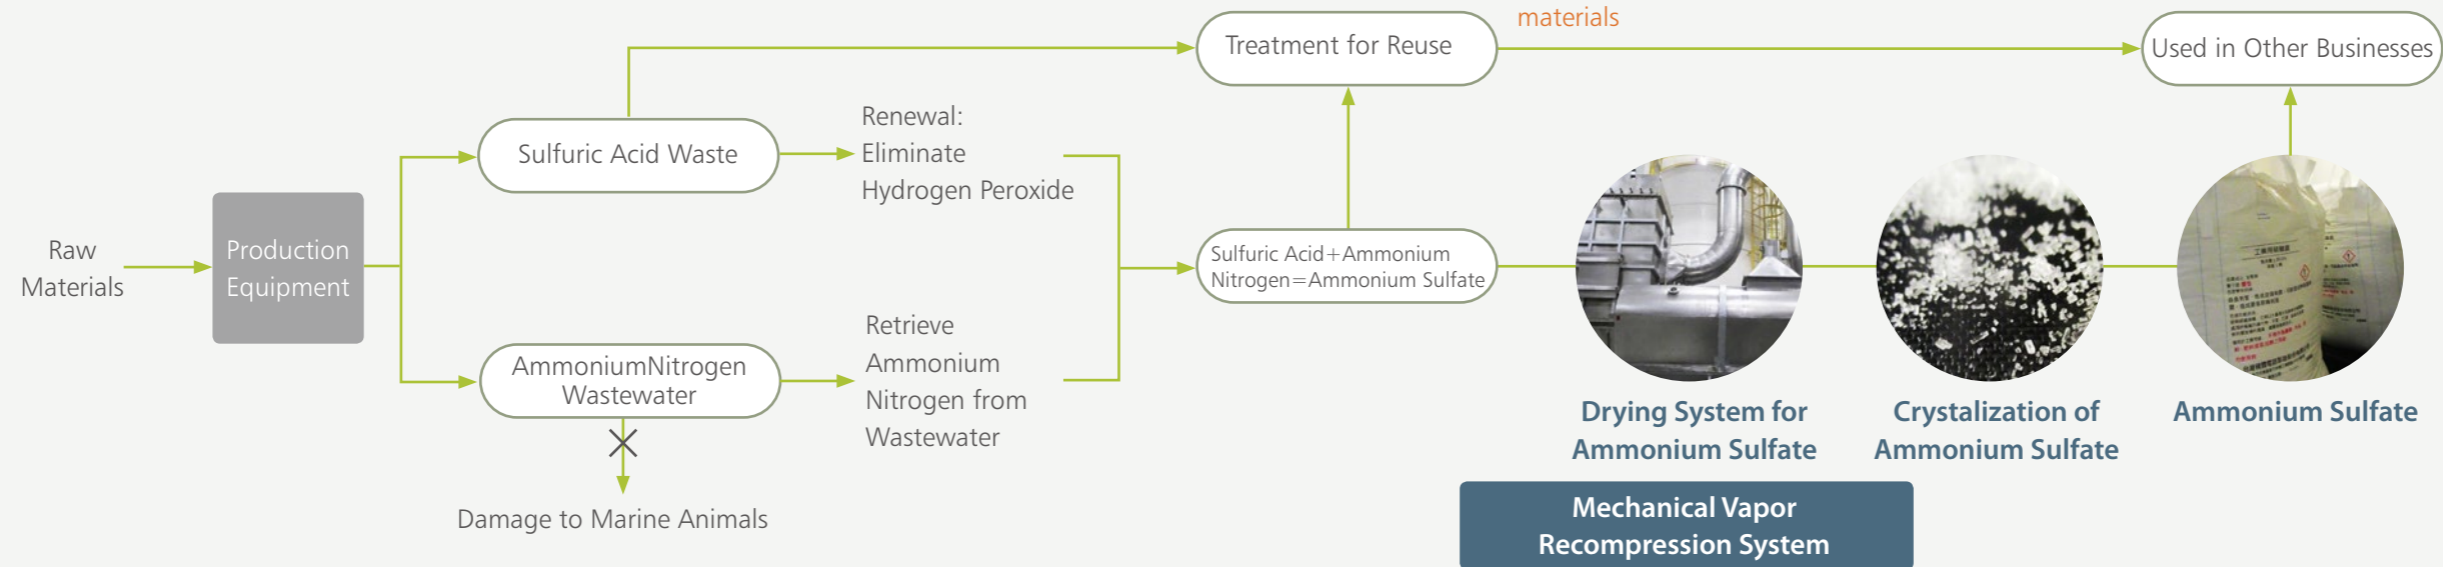 materials
Treatment for Reuse
Used in Other Businesses
Renewal:
Eliminate
Hydrogen Peroxide
Sulfuric Acid Waste
Raw
Materials
Production
Equipment
Sulfuric Acid+Ammonium
Nitrogen=Ammonium Sulfate
AmmoniumNitrogen
Wastewater
Retrieve
Ammonium
Nitrogen from
Wastewater
Damage to Marine Animals
Drying System for
Ammonium Sulfate
Crystalization of
Ammonium Sulfate
Ammonium Sulfate
Mechanical Vapor
Recompression System